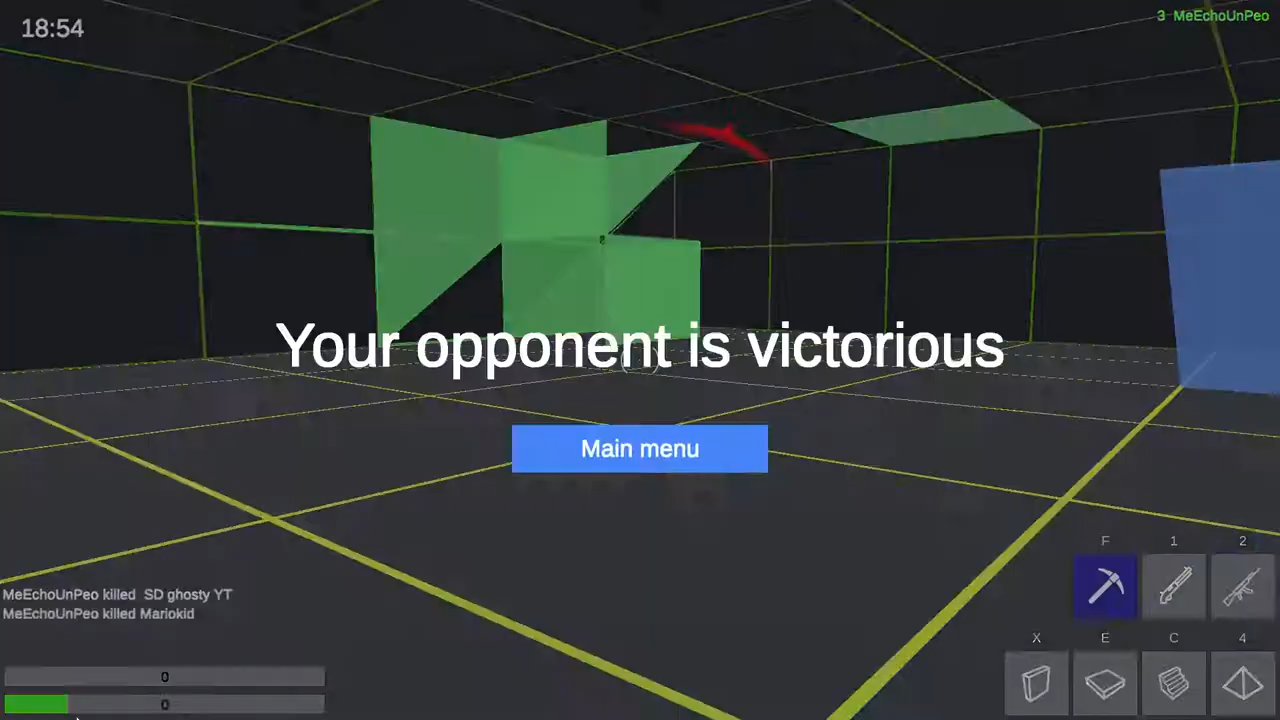 18:54
3 MeEchoUnPeo
Your opponent is victorious
Main menu
F 1 2
MeEchoUnPeo killed SD ghosty YT
MeEchoUnPeo killed Mariokid
X E C 4
0
0